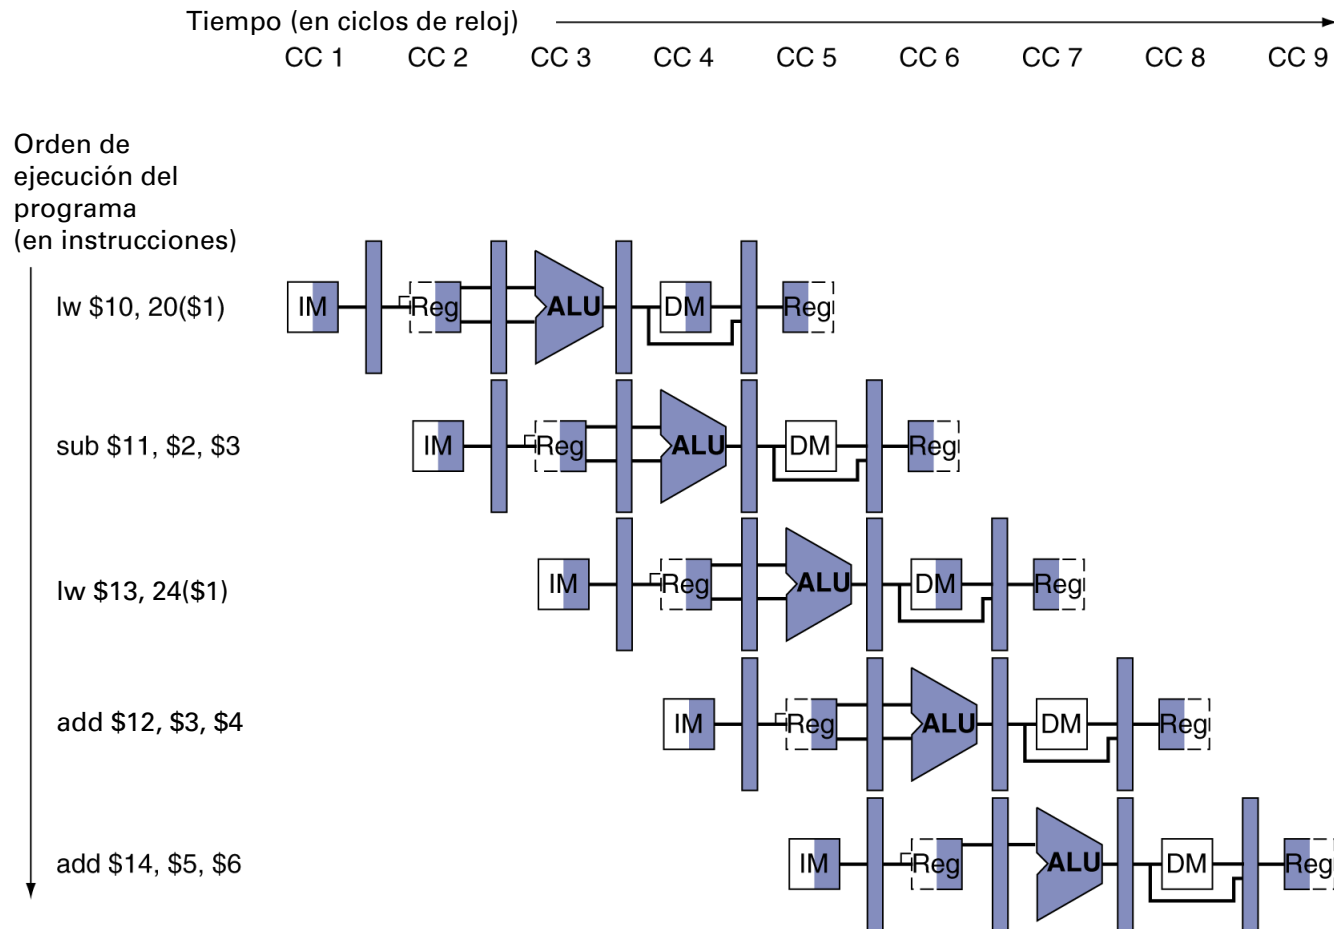 Tiempo (en ciclos de reloj)
CC 1 CC 2 CC 3 CC 4 CC 5 CC 6 CC 7 CC 8 CC 9
Orden de
ejecución del
programa
(en instrucciones)
lw $10, 20($1) IM Reg ALU DM Reg
sub $11, $2, $3 IM Reg ALU DM Reg
lw $13, 24($1) IM Reg ALU DM Reg
add $12, $3, $4 IM Reg ALU DM Reg
add $14, $5, $6 IM Reg ALU DM Reg